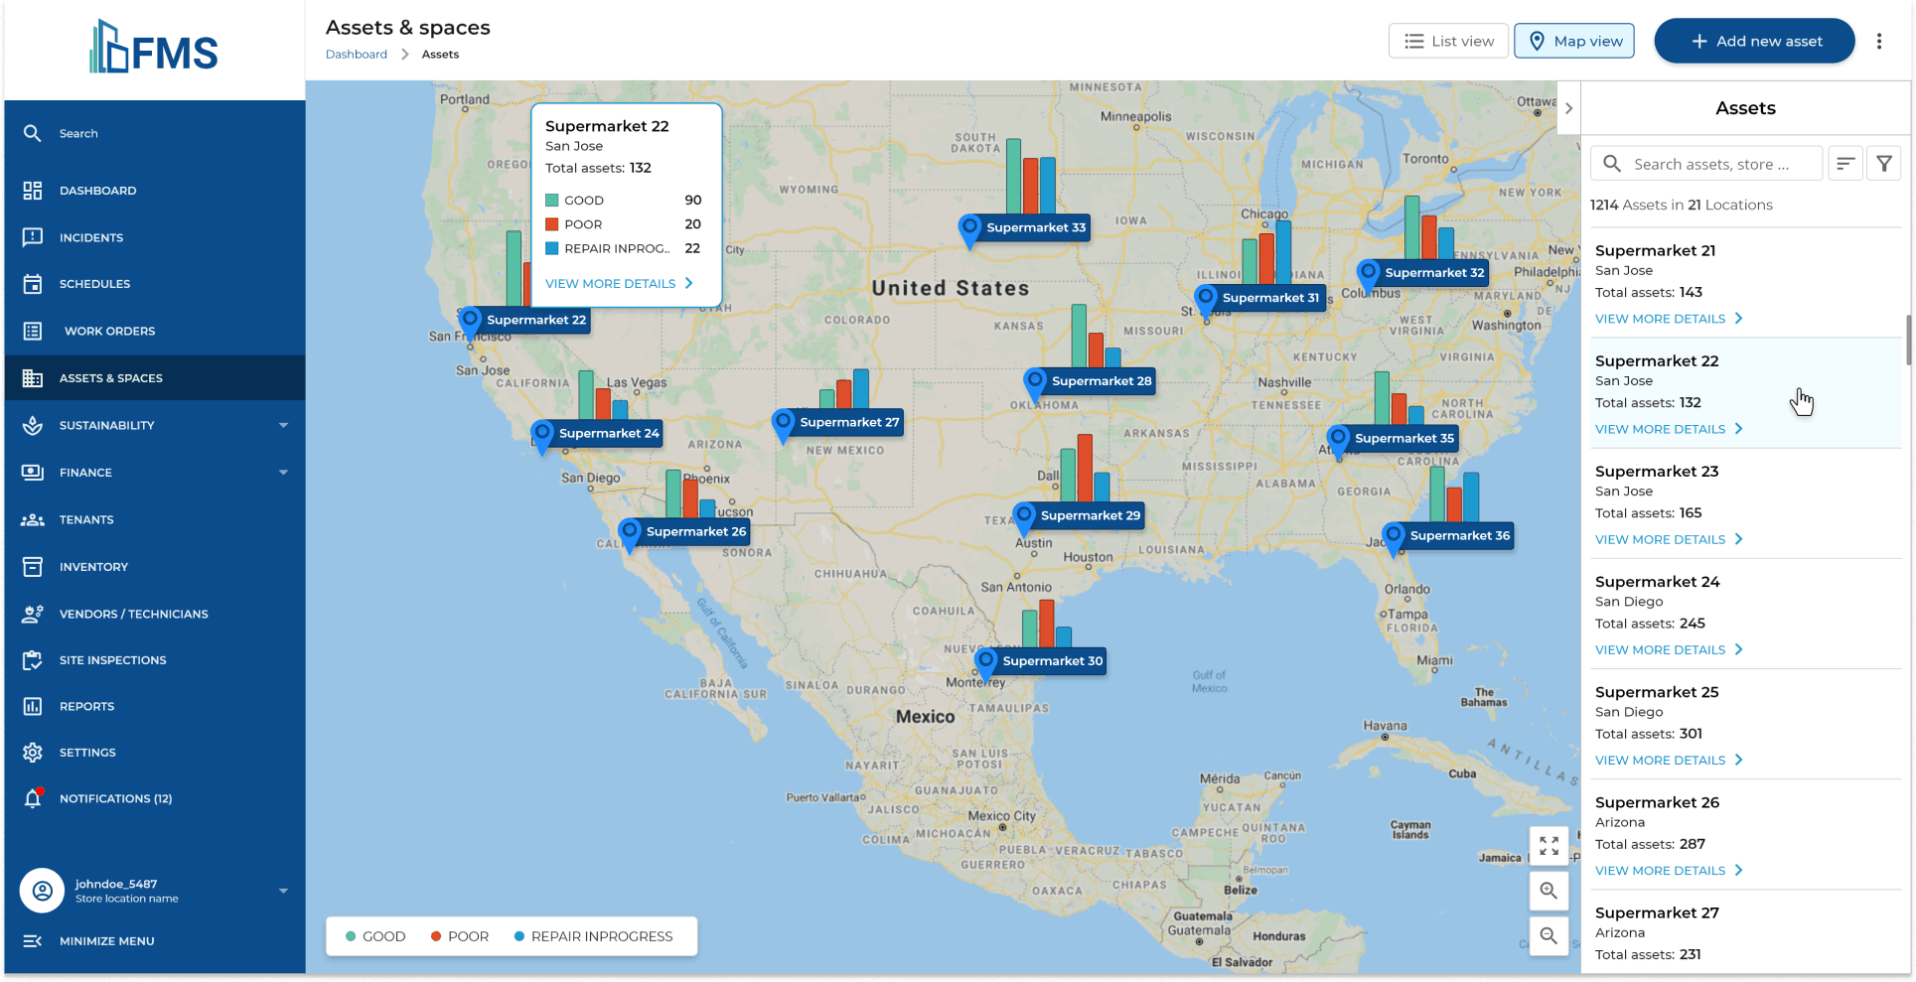 FMS
Search
DASHBOARD
INCIDENTS
SCHEDULES
WORK ORDERS
ASSETS & SPACES
SUSTAINABILITY
FINANCE
TENANTS
INVENTORY
VENDORS / TECHNICIANS
SITE INSPECTIONS
REPORTS
SETTINGS
NOTIFICATIONS (12)
johndoe_5487
Store location name
MINIMIZE MENU
Assets & spaces
Dashboard > Assets
List view
Map view
+ Add new asset
Supermarket 22
San Jose
Total assets: 132
GOOD 90
POOR 20
REPAIR INPROG.. 22
VIEW MORE DETAILS
Portland
MINNESOTA
Ottawa
Minneapolis
SOUTH
DAKOTA
WISCONSIN
MICHIGAN
Toronto
OREGO
WYOMING
NEW YORK
IOWA
Chicago
Supermarket 33
City
New Y
ENNSYLVANIA
Philadelphi
ILLINOI
DIANA
Supermarket 32
Columbus
NJ
MARYLAND
DE
United States
UTAH
COLORADO
KANSAS
MISSOURI
St. Louis
Supermarket 31
WEST
VIRGINIA
Washington
Supermarket 22
San Francisco
San Jose
KENTUCKY
VIRGINIA
CALIFORNIA
Las Vegas
Supermarket 28
OKLAHOMA
Nashville
TENNESSEE
NORTH
CAROLINA
Supermarket 24
Supermarket 27
ARIZONA
NEW MEXICO
ARKANSAS
Supermarket 35
Atlanta
CAROLINA
MISSISSIPPI
ALABAMA
GEORGIA
San Diego
Phoenix
Dall
Tucson
Supermarket 26
CALIFORNIA
SONORA
TEXA
Supermarket 29
Austin
Houston
LOUISIANA
Jac
Supermarket 36
CHIHUAHUA
San Antonio
Orlando
Tampa
FLORIDA
COAHUILA
Gulf of California
NUEVO LEON
Supermarket 30
Monterrey
Miami
Gulf of
Mexico
BAJA
CALIFORNIA SUR
SINALOA
DURANGO
TAMAULIPAS
The
Bahamas
Mexico
Havana
SAN LUIS
POTOSI
NAYARIT
ANTILLAS
Cuba
Mérida
Cancún
Puerto Vallarta
GUANAJUATO
JALISCO
YUCATAN
Mexico City
COLIMA
MICHOACÁN
CAMPECHE
QUINTANA
ROO
Cayman
Islands
PUEBLA
VERACRUZ
TABASCO
Jamaica
GUERRERO
OAXACA
CHIAPAS
Belmopan
Belize
Guatemala
Guatemala
Honduras
El Salvador
GOOD
POOR
REPAIR INPROGRESS
Assets
Search assets, store ...
1214 Assets in 21 Locations
Supermarket 21
San Jose
Total assets: 143
VIEW MORE DETAILS
Supermarket 22
San Jose
Total assets: 132
VIEW MORE DETAILS
Supermarket 23
San Jose
Total assets: 165
VIEW MORE DETAILS
Supermarket 24
San Diego
Total assets: 245
VIEW MORE DETAILS
Supermarket 25
San Diego
Total assets: 301
VIEW MORE DETAILS
Supermarket 26
Arizona
Total assets: 287
VIEW MORE DETAILS
Supermarket 27
Arizona
Total assets: 231